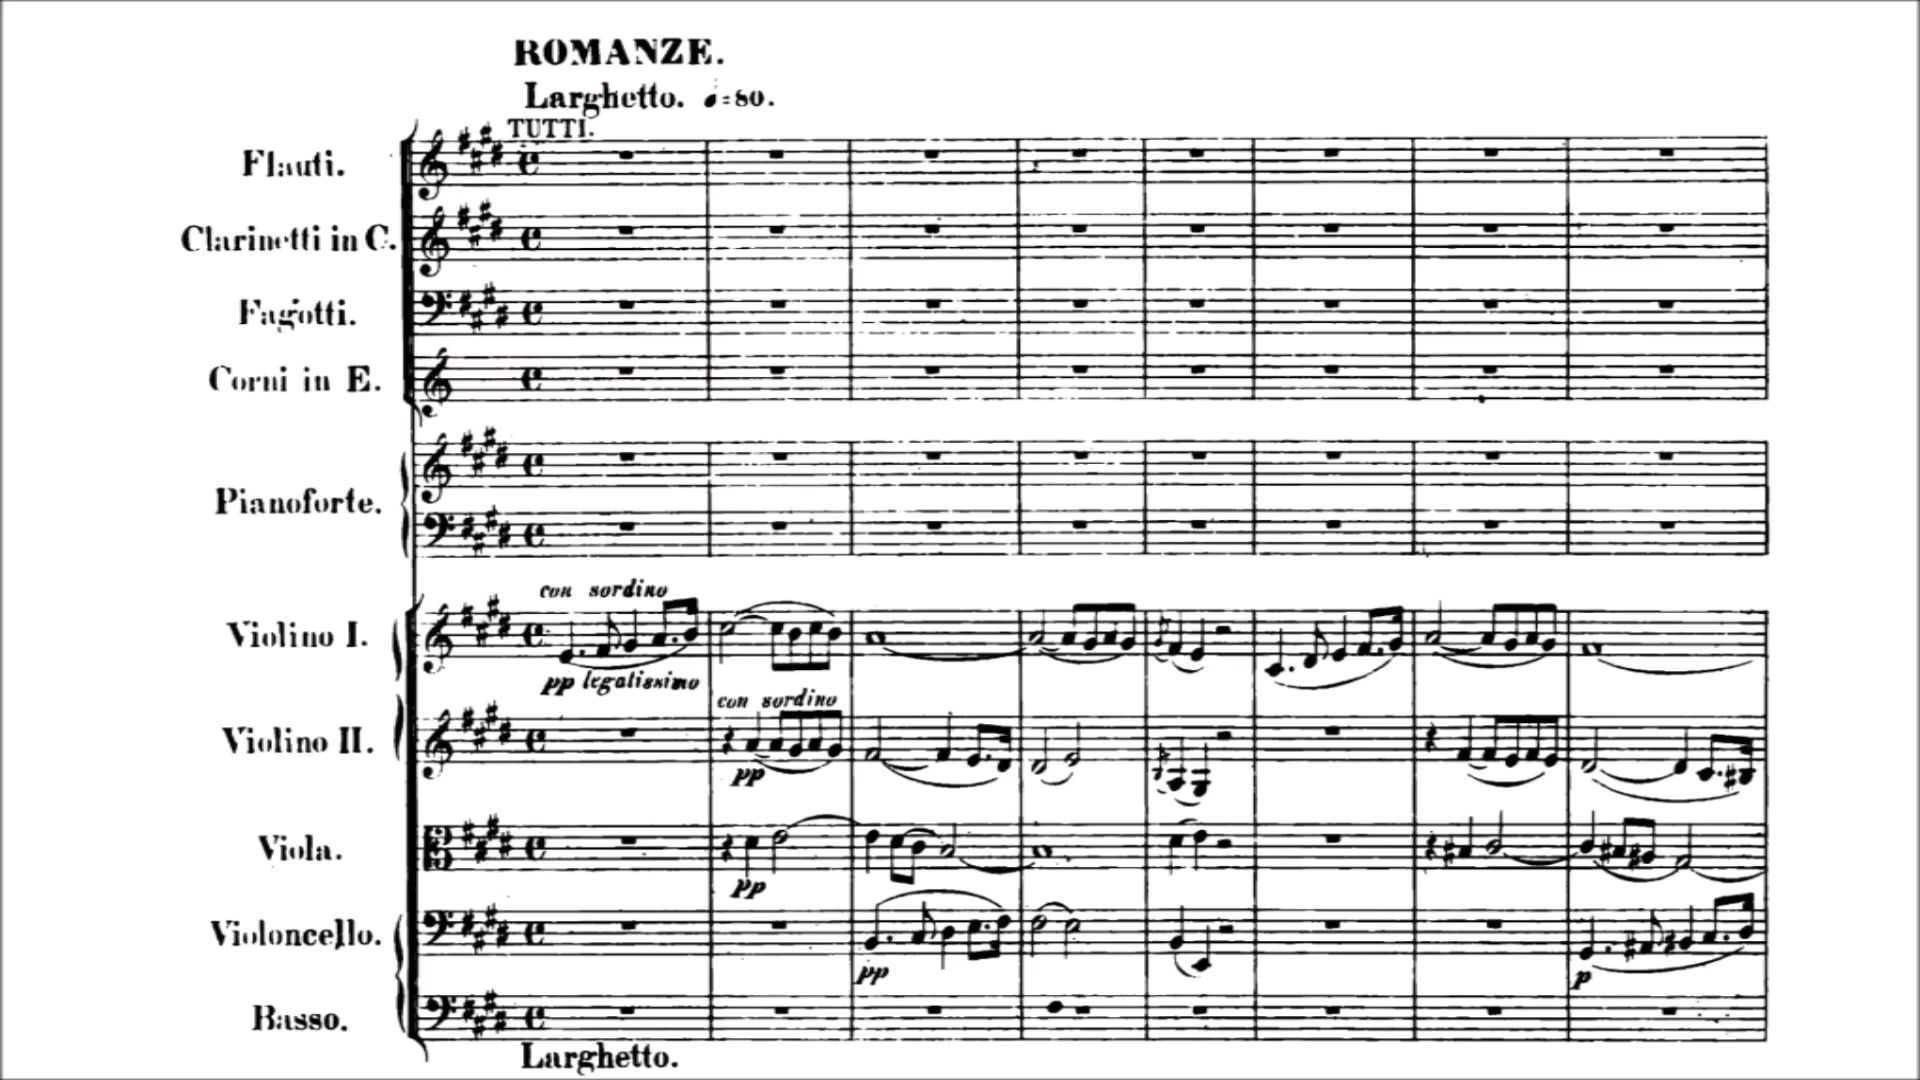 ROMANZE.
Larghetto. 𝅘𝅥=80.
TUTTI.
Flauti.
Clarinetti in C.
Fagotti.
Corni in E.
Pianoforte.
con sordino
Violino I.
pp legatissimo
con sordino
Violino II.
pp
Viola.
pp
Violoncello.
pp
p
Basso.
Larghetto.